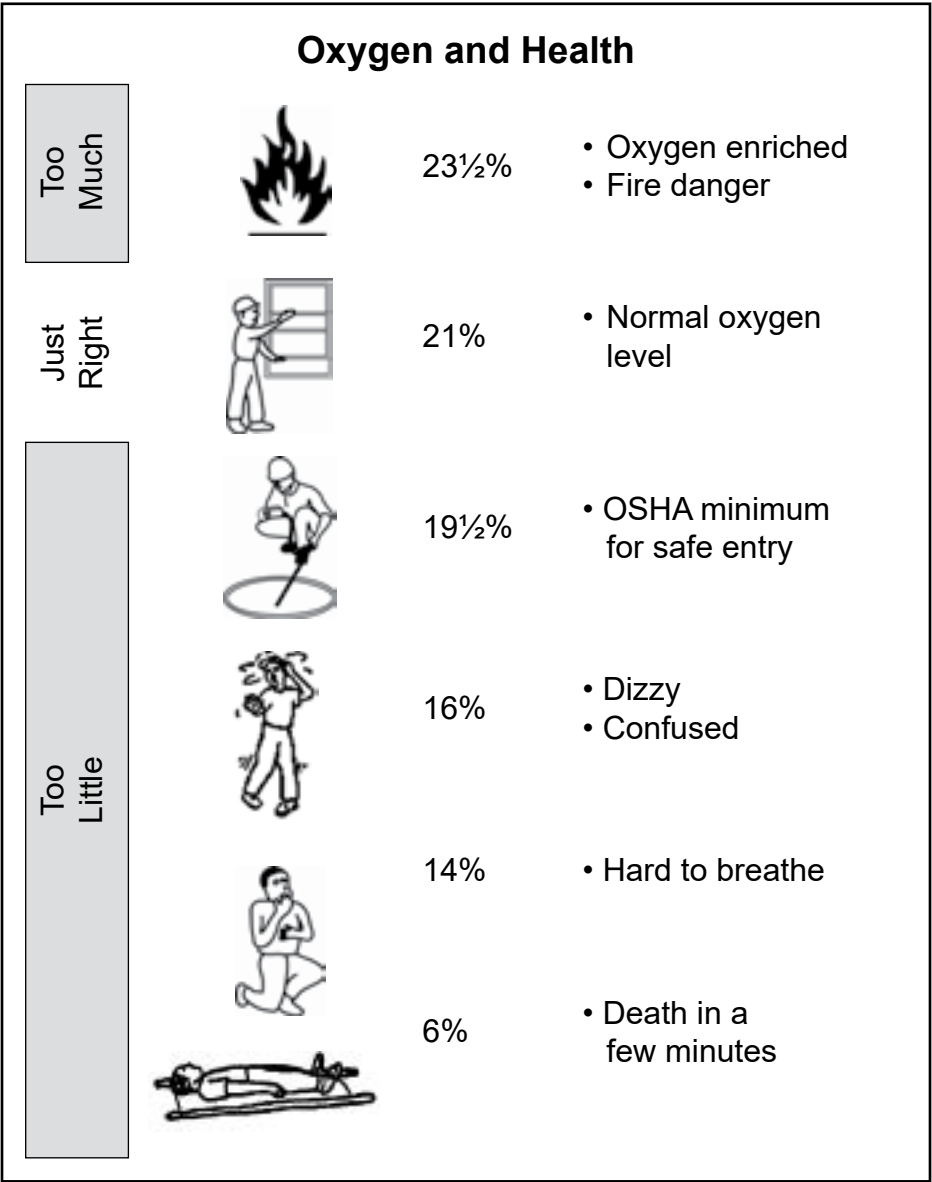 Oxygen and Health
Too
Much
23½%
• Oxygen enriched
• Fire danger
Just
Right
21%
• Normal oxygen
level
Too
Little
19½%
• OSHA minimum
for safe entry
16%
• Dizzy
• Confused
14%
• Hard to breathe
6%
• Death in a
few minutes